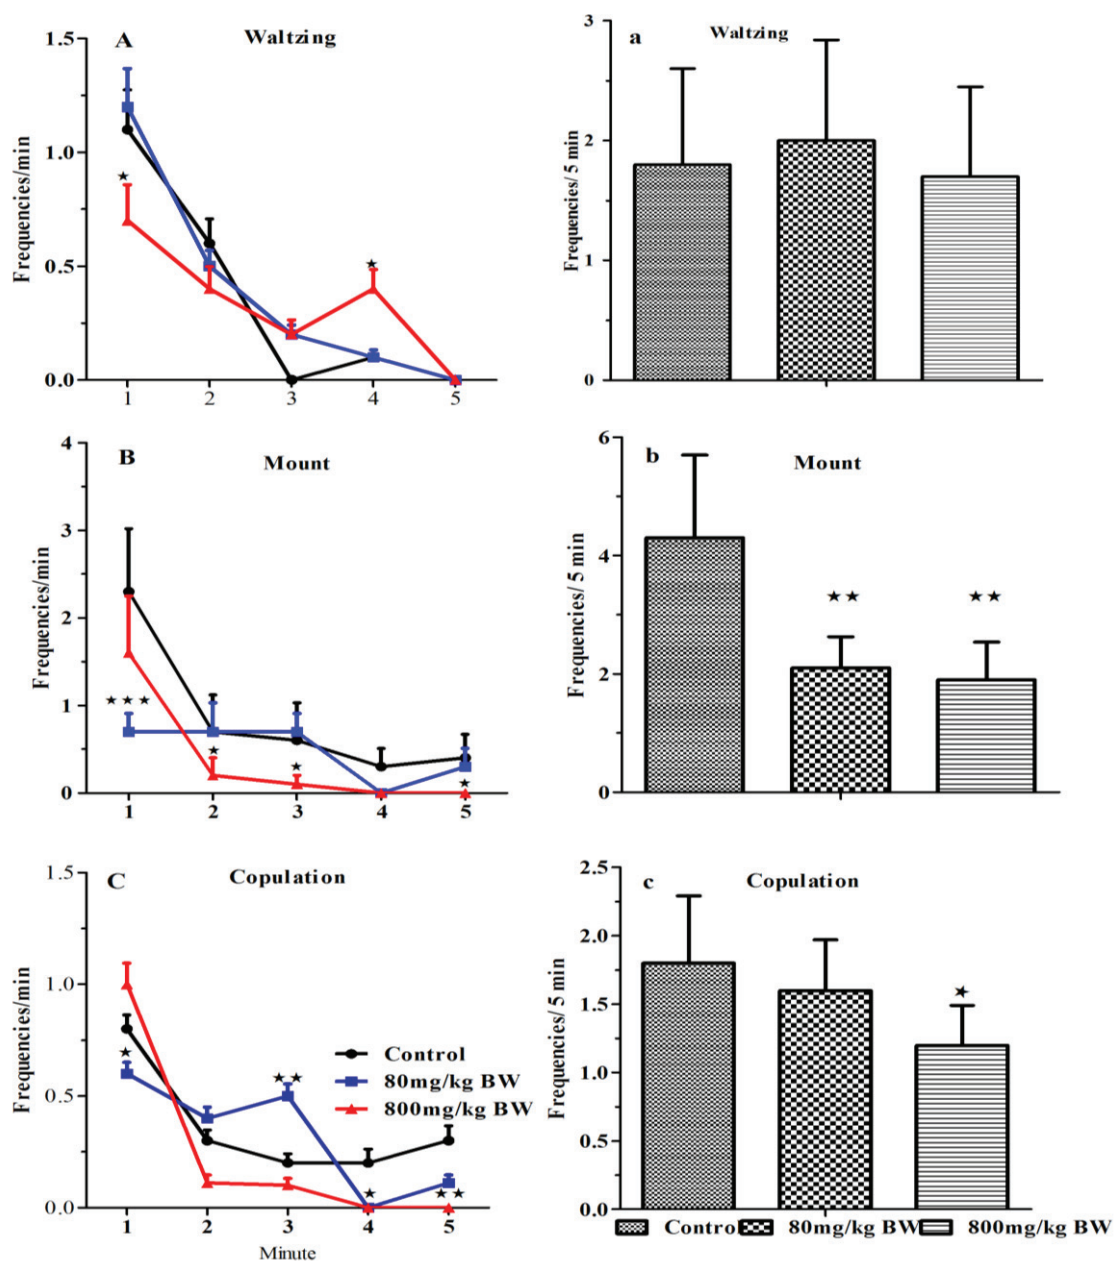 A Waltzing
Frequencies/min
1.5
1.0
0.5
0.0
★
★
1 2 3 4 5
a Waltzing
Frequencies/ 5 min
3
2
1
0
B Mount
Frequencies/min
4
3
2
1
0
★★★
★
★
★
1 2 3 4 5
b Mount
Frequencies/ 5 min
6
4
2
0
★★ ★★
C Copulation
Frequencies/min
1.5
1.0
0.5
0.0
★
★★
★
★★
Control
80mg/kg BW
800mg/kg BW
1 2 3 4 5
Minute
c Copulation
Frequencies/ 5 min
2.5
2.0
1.5
1.0
0.5
0.0
★
Control 80mg/kg BW 800mg/kg BW